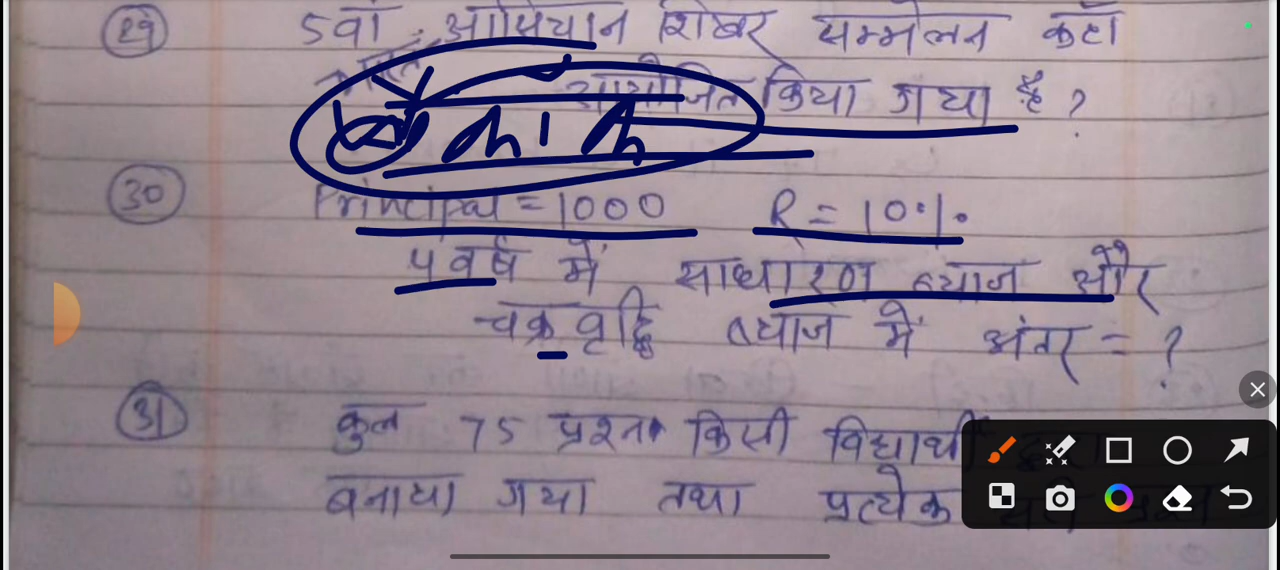 29 5वां आसियान शिखर सम्मेलन कहाँ
आयोजित किया गया है ?
30 Principal = 1000 R = 10%
4 वर्ष में साधारण ब्याज और
चक्रवृद्धि ब्याज में अंतर = ?
31 कुल 75 प्रश्न किसी विद्यार्थी
बनाया गया तथा प्रत्येक